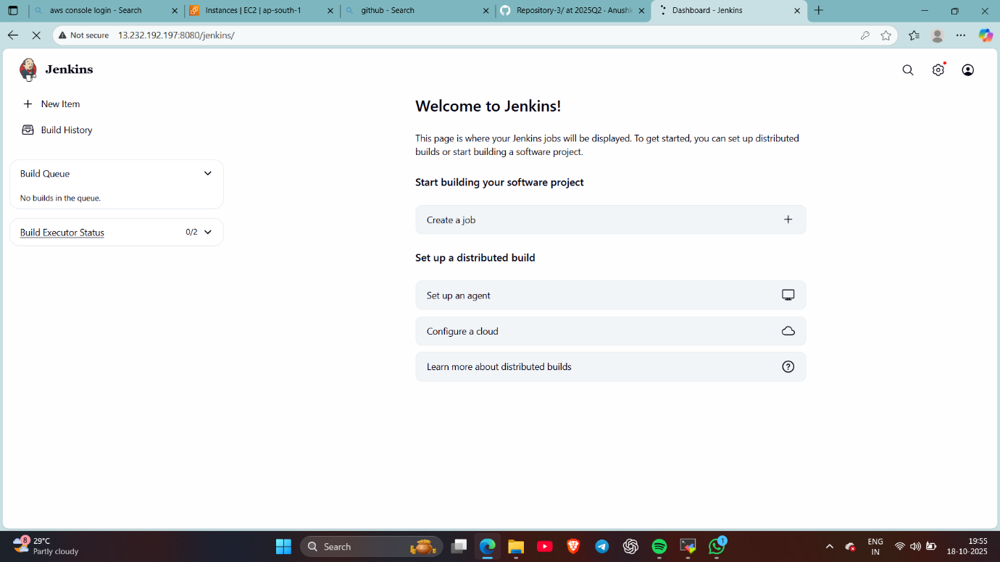 aws console login - Search
Instances | EC2 | ap-south-1
github - Search
Repository-3/ at 2025Q2 · Anushk
Dashboard - Jenkins
Not secure
13.232.192.197:8080/jenkins/
Jenkins
New Item
Build History
Build Queue
No builds in the queue.
Build Executor Status
0/2
Welcome to Jenkins!
This page is where your Jenkins jobs will be displayed. To get started, you can set up distributed
builds or start building a software project.
Start building your software project
Create a job
Set up a distributed build
Set up an agent
Configure a cloud
Learn more about distributed builds
8
29°C
Partly cloudy
Search
1
ENG
IN
19:55
18-10-2025